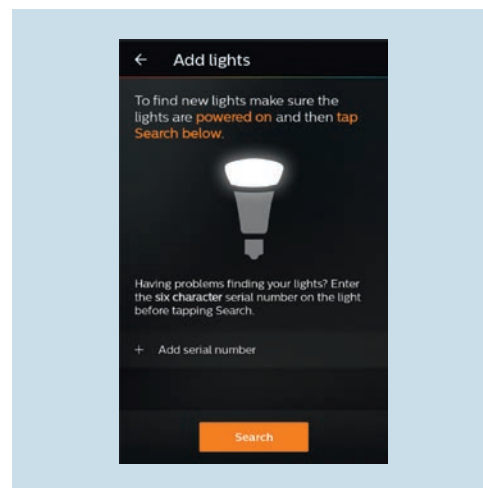 ← Add lights
To find new lights make sure the
lights are powered on and then tap
Search below.
Having problems finding your lights? Enter
the six character serial number on the light
before tapping Search.
+ Add serial number
Search